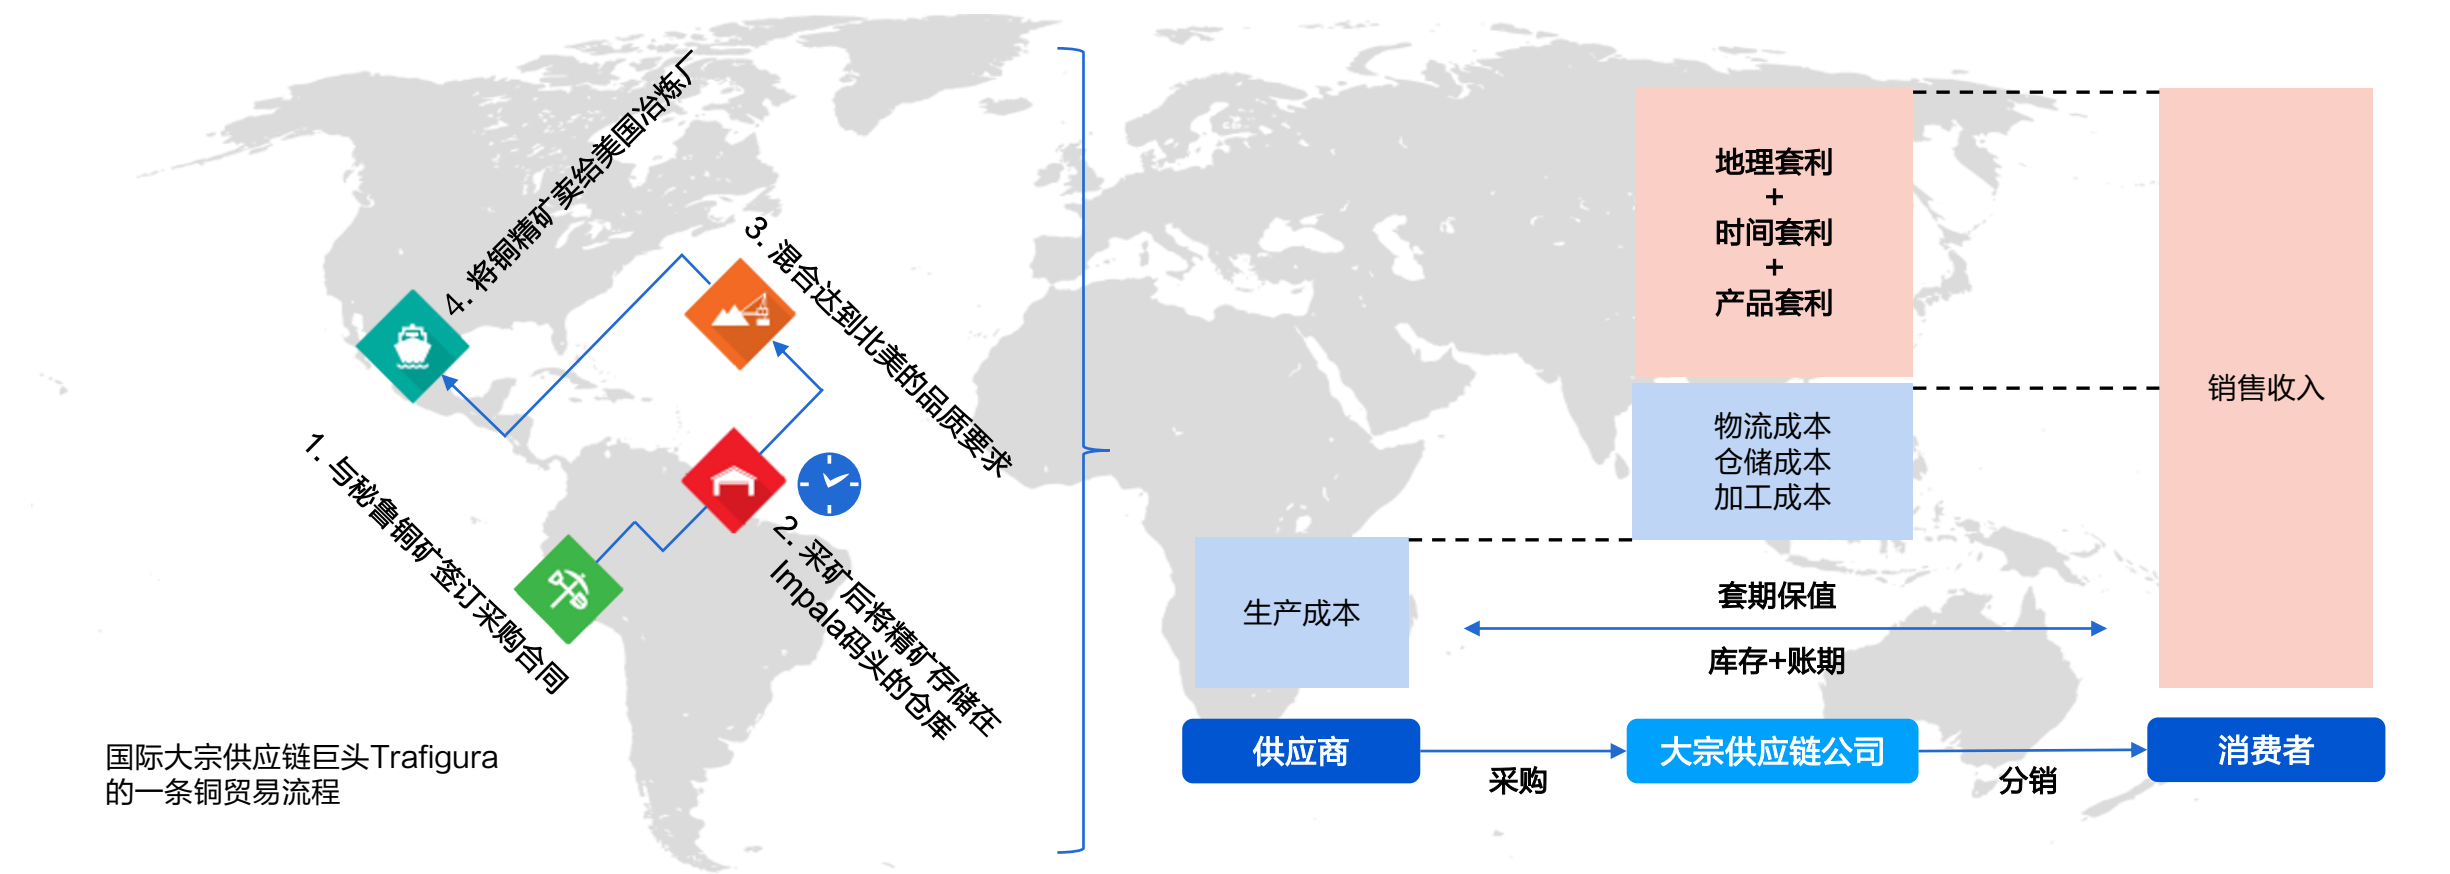 4. 将铜精矿卖给美国冶炼厂
3. 混合达到北美的品质要求
1. 与秘鲁铜矿签订采购合同
2. 采矿后将精矿存储在
Impala码头的仓库
国际大宗供应链巨头Trafigura
的一条铜贸易流程
地理套利
+
时间套利
+
产品套利
物流成本
仓储成本
加工成本
销售收入
生产成本
套期保值
库存+账期
供应商
采购
大宗供应链公司
分销
消费者